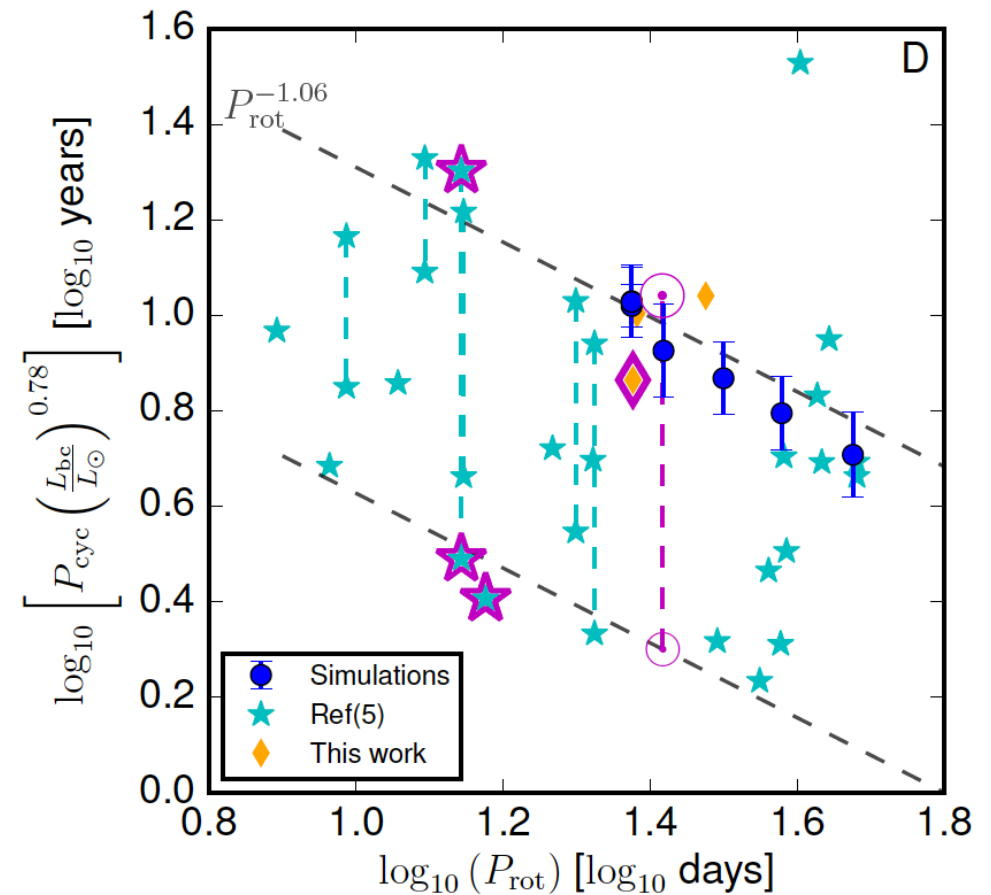 D
P_rot^-1.06
log10 [ P_cyc ( L_bc / L_⊙ )^0.78 ] [log10 years]
1.6
1.4
1.2
1.0
0.8
0.6
0.4
0.2
0.0
Simulations
Ref(5)
This work
0.8 1.0 1.2 1.4 1.6 1.8
log10 (P_rot) [log10 days]